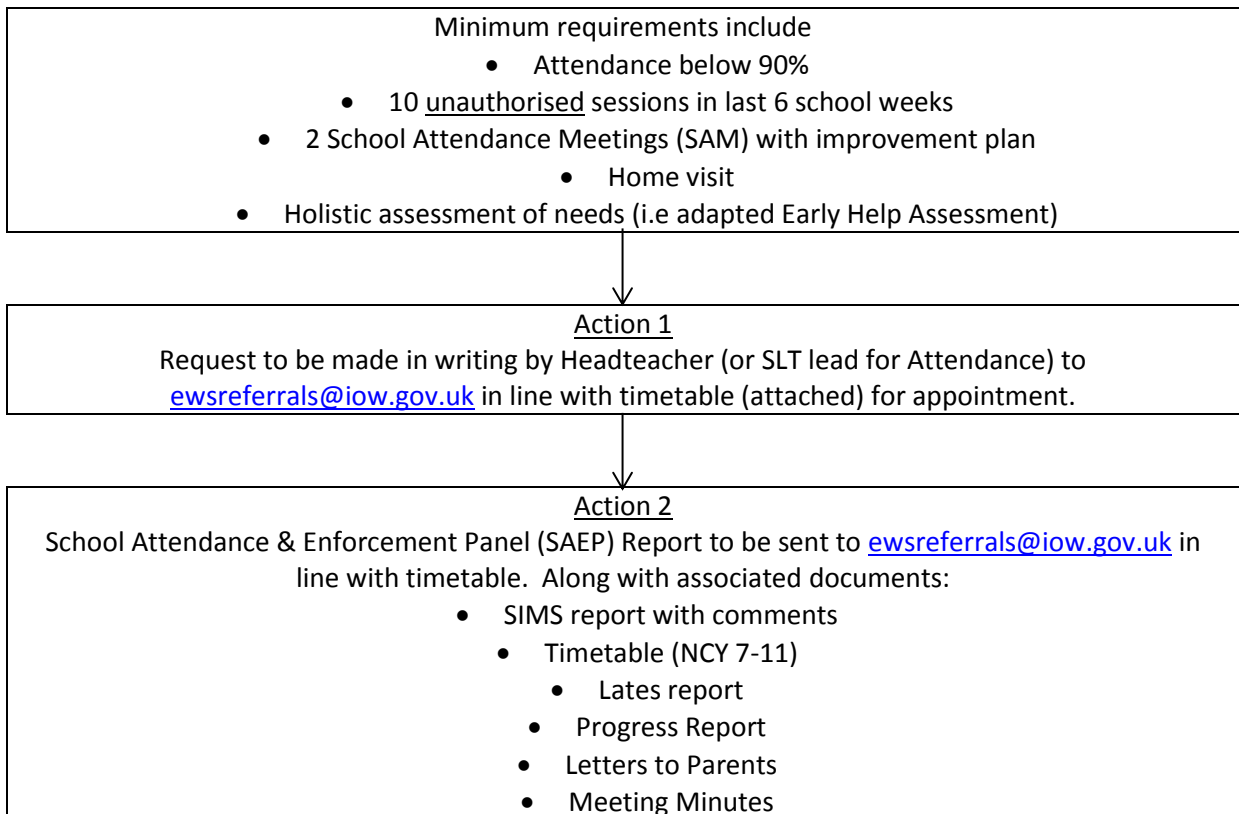 Minimum requirements include
• Attendance below 90%
• 10 unauthorised sessions in last 6 school weeks
• 2 School Attendance Meetings (SAM) with improvement plan
• Home visit
• Holistic assessment of needs (i.e adapted Early Help Assessment)
Action 1
Request to be made in writing by Headteacher (or SLT lead for Attendance) to
ewsreferrals@iow.gov.uk in line with timetable (attached) for appointment.
Action 2
School Attendance & Enforcement Panel (SAEP) Report to be sent to ewsreferrals@iow.gov.uk in
line with timetable. Along with associated documents:
• SIMS report with comments
• Timetable (NCY 7-11)
• Lates report
• Progress Report
• Letters to Parents
• Meeting Minutes